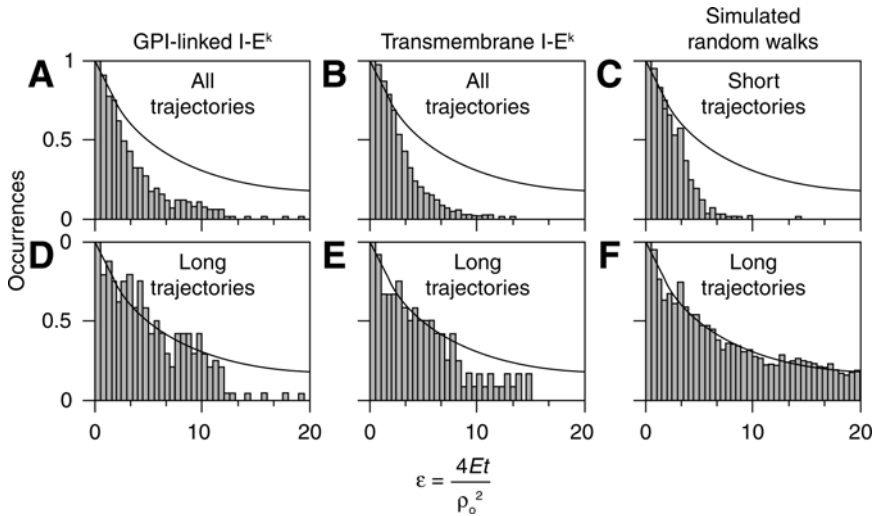 GPI-linked I-Eᵏ
Transmembrane I-Eᵏ
Simulated
random walks
A
All
trajectories
B
All
trajectories
C
Short
trajectories
1
0.5
0
Occurrences
D
Long
trajectories
E
Long
trajectories
F
Long
trajectories
0
0.5
0
0 10 20 0 10 20 0 10 20
ε = 4Et / ρₒ²